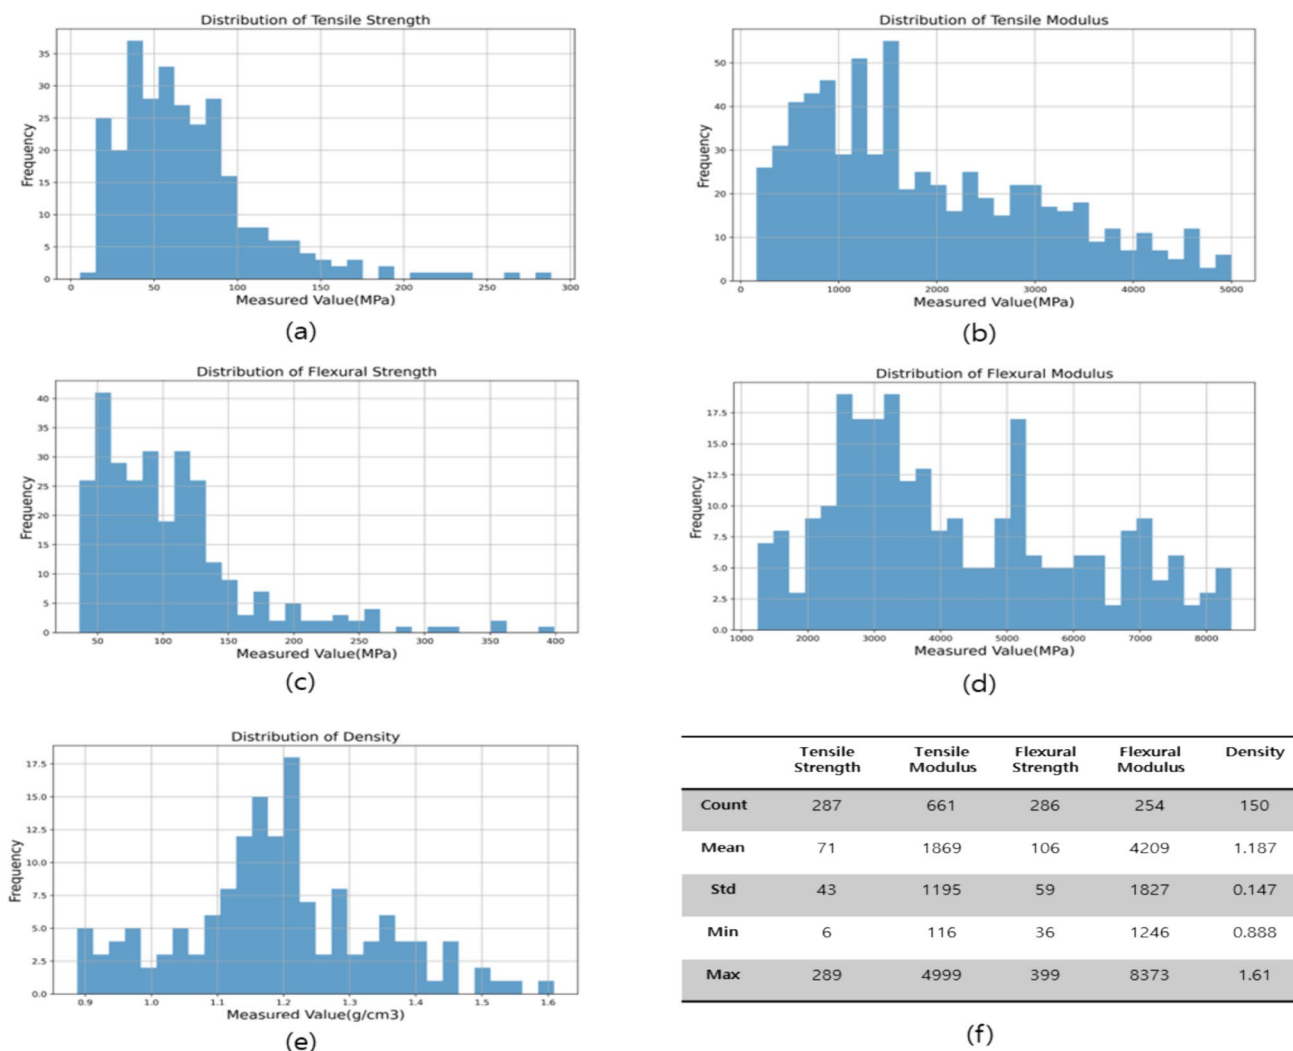 Distribution of Tensile Strength
35
30
25
20
15
10
5
0
Frequency
0 50 100 150 200 250 300
Measured Value(MPa)
(a)
Distribution of Tensile Modulus
50
40
30
20
10
0
Frequency
0 1000 2000 3000 4000 5000
Measured Value(MPa)
(b)
Distribution of Flexural Strength
40
35
30
25
20
15
10
5
0
Frequency
50 100 150 200 250 300 350 400
Measured Value(MPa)
(c)
Distribution of Flexural Modulus
17.5
15.0
12.5
10.0
7.5
5.0
2.5
0.0
Frequency
1000 2000 3000 4000 5000 6000 7000 8000
Measured Value(MPa)
(d)
Distribution of Density
17.5
15.0
12.5
10.0
7.5
5.0
2.5
0.0
Frequency
0.9 1.0 1.1 1.2 1.3 1.4 1.5 1.6
Measured Value(g/cm3)
(e)
Tensile Tensile Flexural Flexural Density
Strength Modulus Strength Modulus
Count 287 661 286 254 150
Mean 71 1869 106 4209 1.187
Std 43 1195 59 1827 0.147
Min 6 116 36 1246 0.888
Max 289 4999 399 8373 1.61
(f)